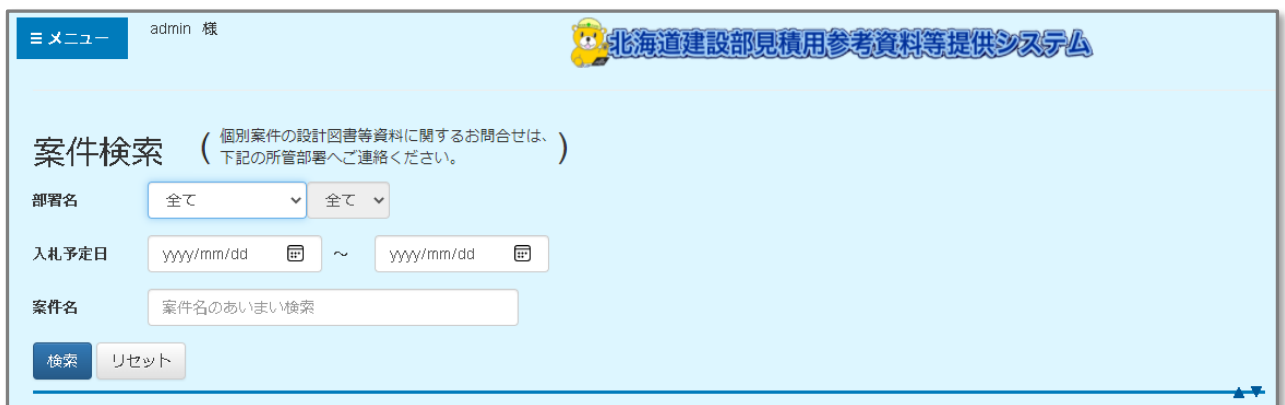 ≡ メニュー
admin 様
北海道建設部見積用参考資料等提供システム
案件検索
( 個別案件の設計図書等資料に関するお問合せは、
下記の所管部署へご連絡ください。 )
部署名 全て 全て
入札予定日 yyyy/mm/dd ～ yyyy/mm/dd
案件名 案件名のあいまい検索
検索 リセット
▲▼